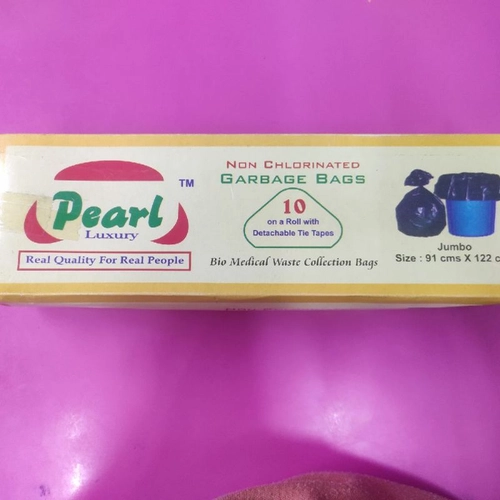 Pearl
TM
Luxury
Real Quality For Real People
NON CHLORINATED
GARBAGE BAGS
10
on a Roll with
Detachable Tie Tapes
Bio Medical Waste Collection Bags
Jumbo
Size : 91 cms X 122 c